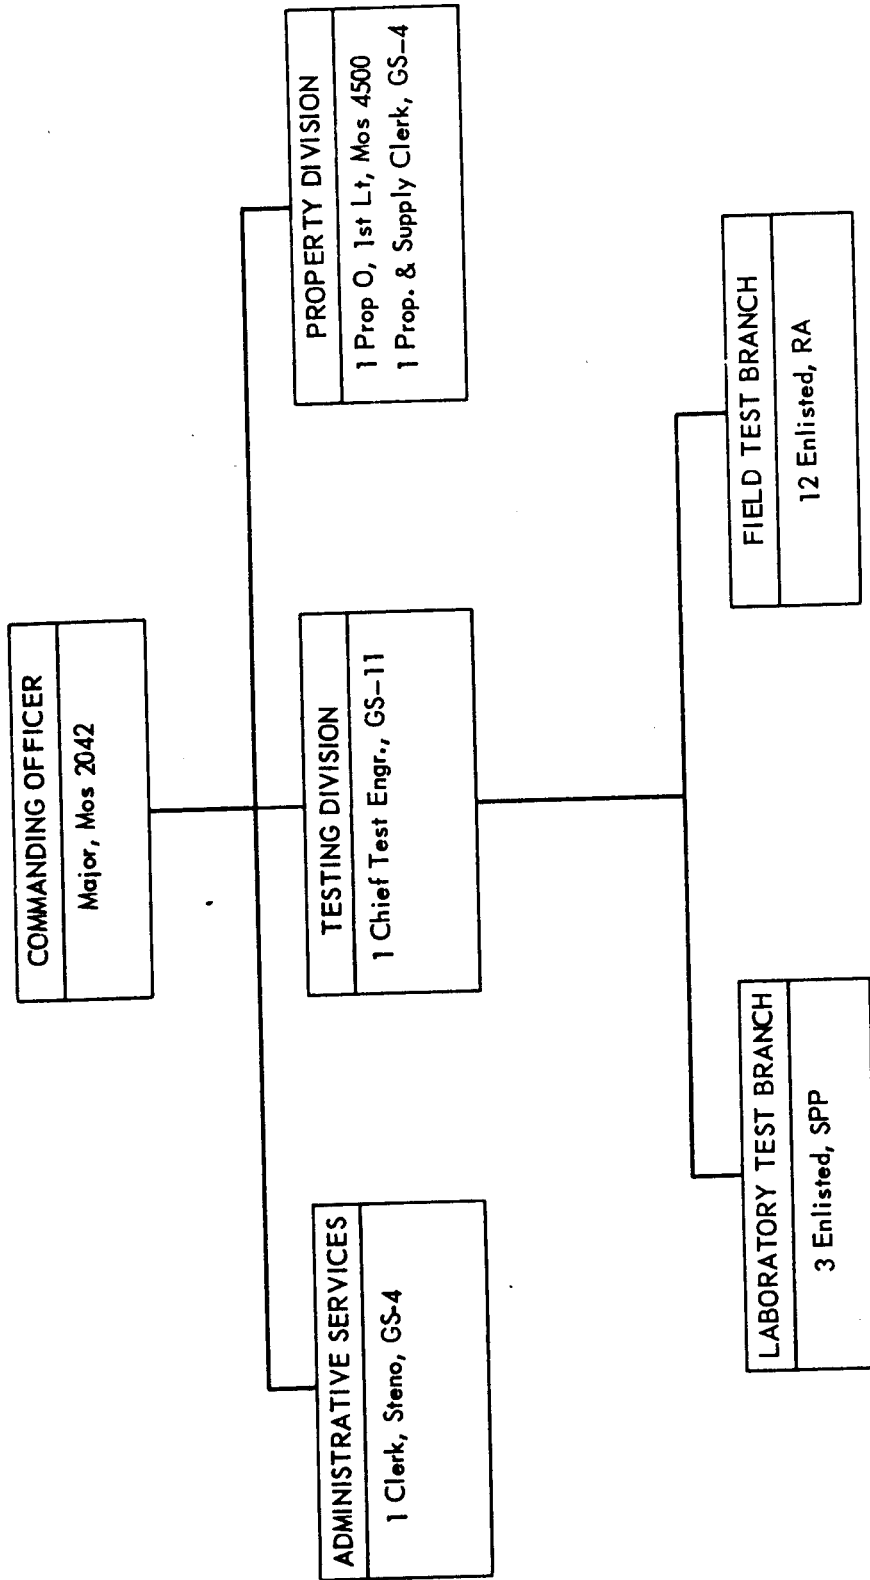 COMMANDING OFFICER
Major, Mos 2042
ADMINISTRATIVE SERVICES
1 Clerk, Steno, GS-4
TESTING DIVISION
1 Chief Test Engr., GS-11
PROPERTY DIVISION
1 Prop O, 1st Lt, Mos 4500
1 Prop. & Supply Clerk, GS-4
LABORATORY TEST BRANCH
3 Enlisted, SPP
FIELD TEST BRANCH
12 Enlisted, RA